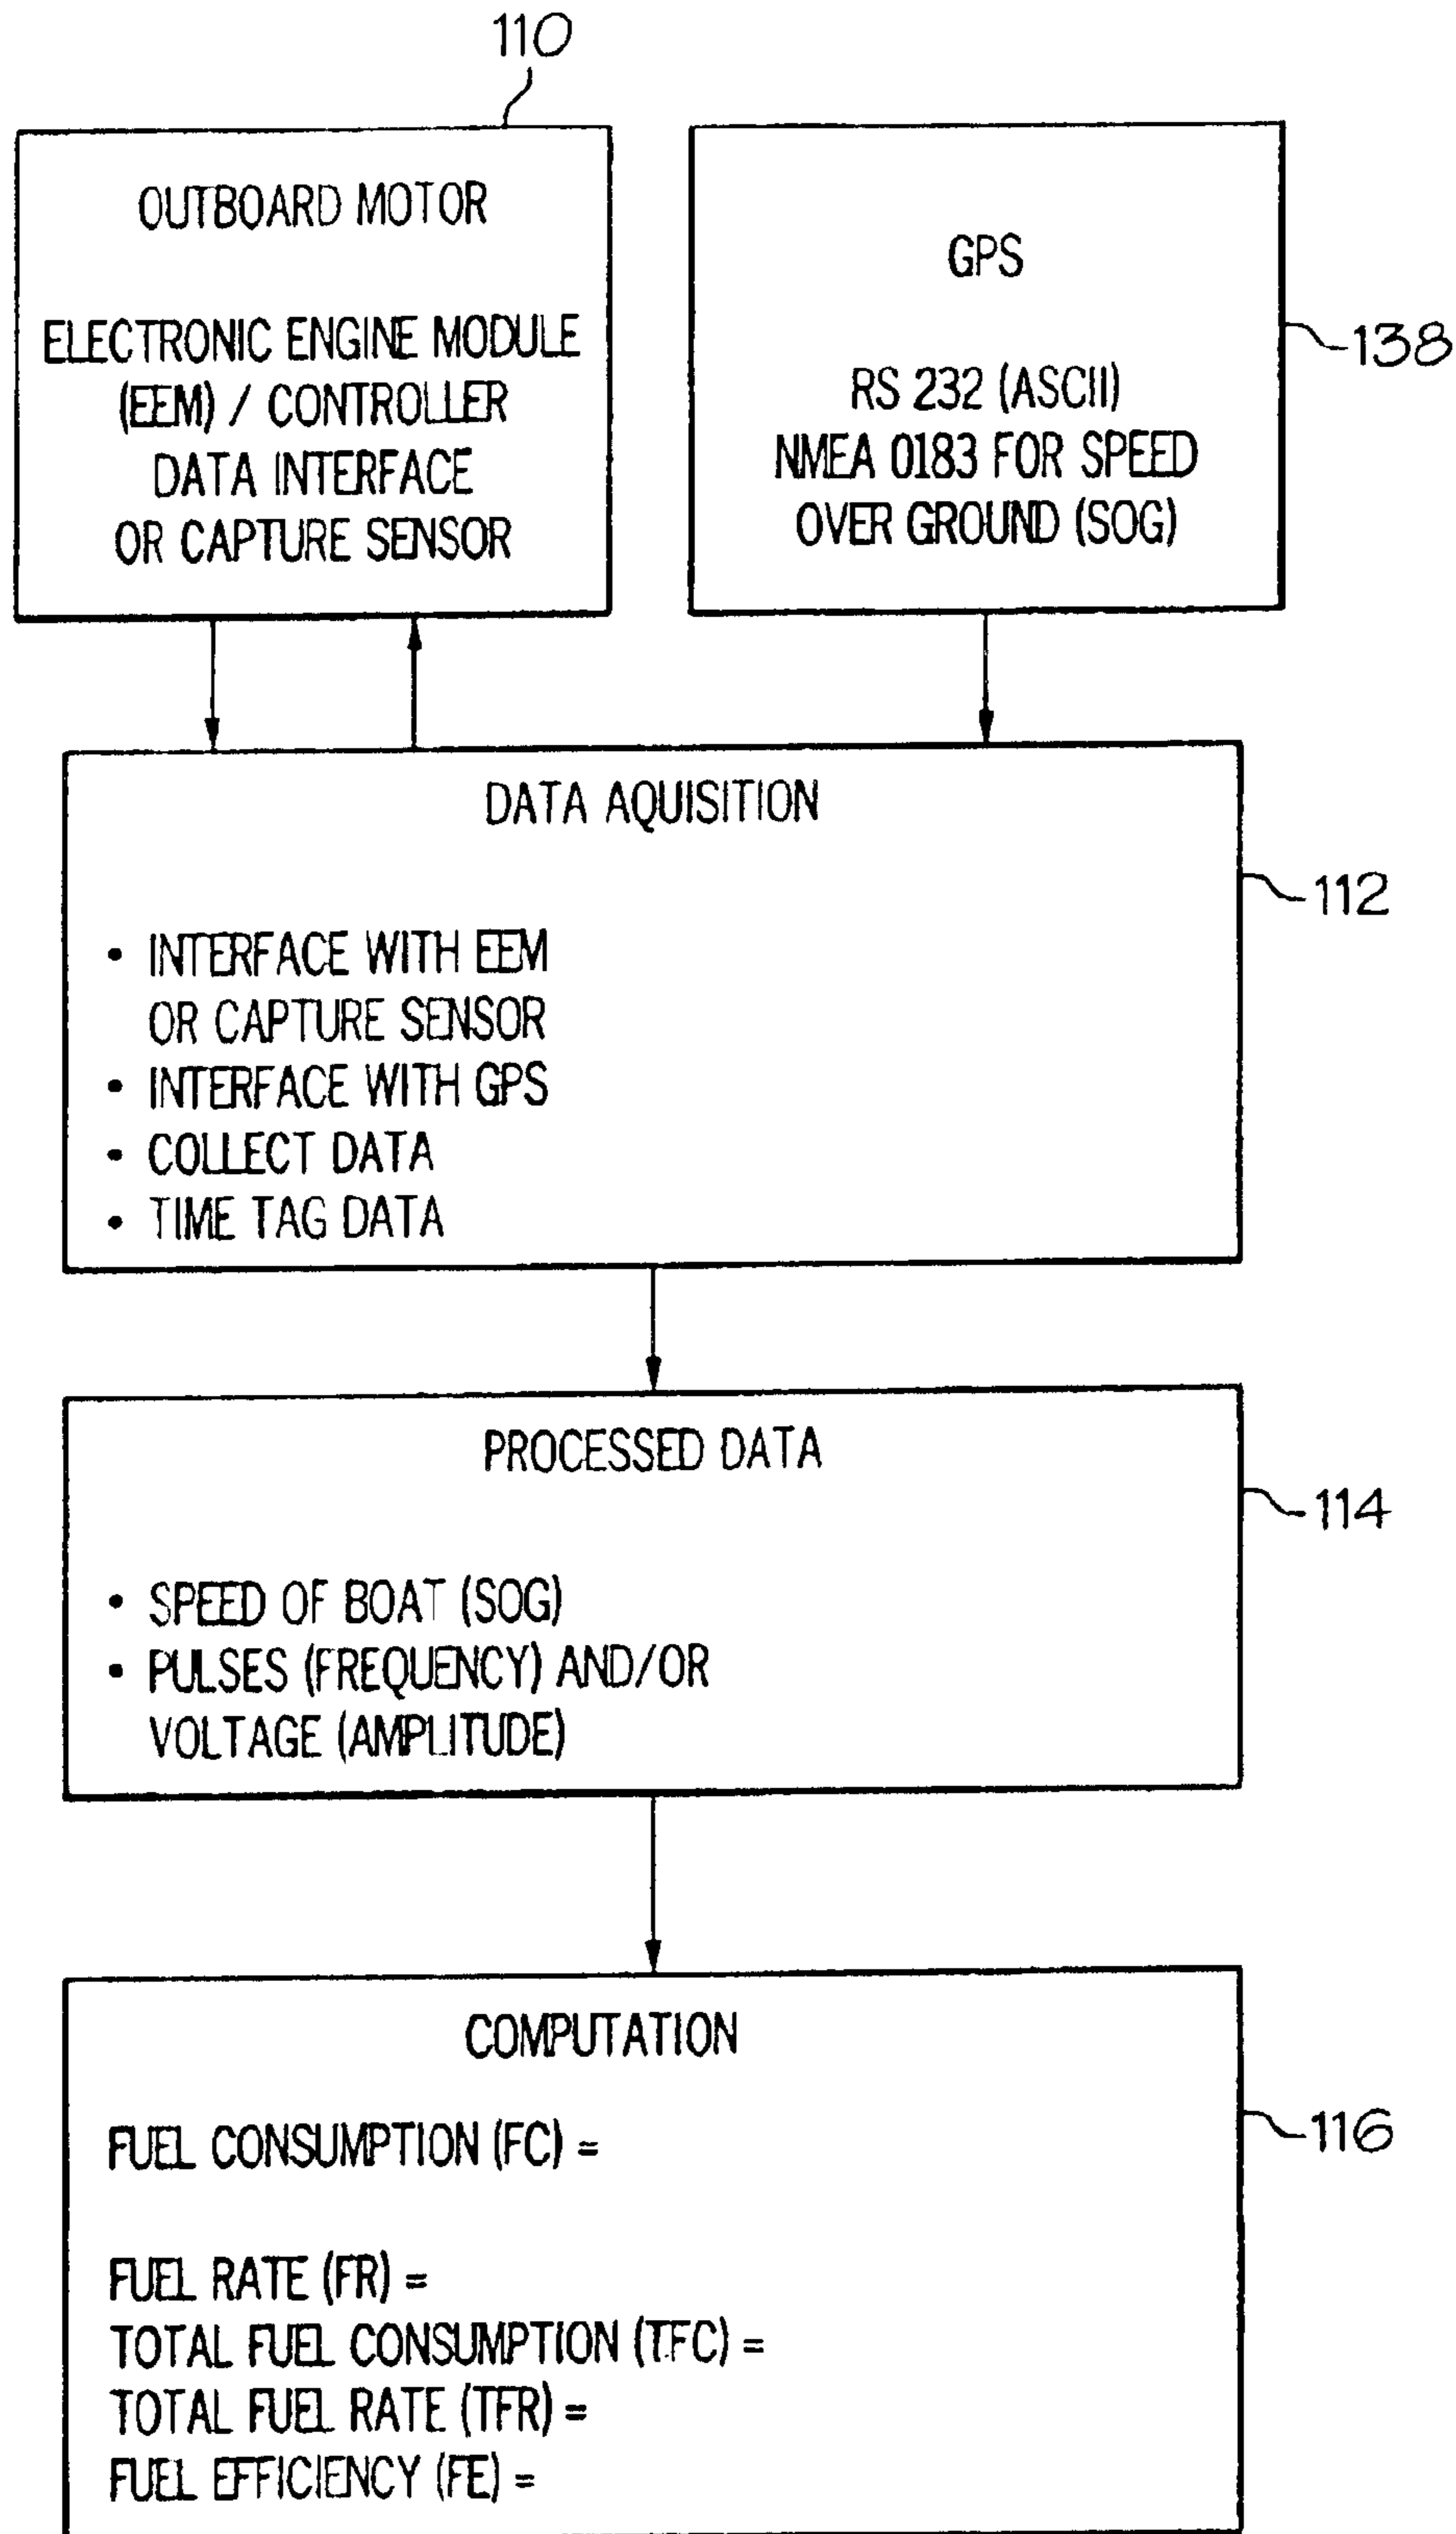 110
OUTBOARD MOTOR
ELECTRONIC ENGINE MODULE
(EEM) / CONTROLLER
DATA INTERFACE
OR CAPTURE SENSOR
GPS
RS 232 (ASCII)
NMEA 0183 FOR SPEED
OVER GROUND (SOG)
138
DATA AQUISITION
• INTERFACE WITH EEM
OR CAPTURE SENSOR
• INTERFACE WITH GPS
• COLLECT DATA
• TIME TAG DATA
112
PROCESSED DATA
• SPEED OF BOAT (SOG)
• PULSES (FREQUENCY) AND/OR
VOLTAGE (AMPLITUDE)
114
COMPUTATION
FUEL CONSUMPTION (FC) =
FUEL RATE (FR) =
TOTAL FUEL CONSUMPTION (TFC) =
TOTAL FUEL RATE (TFR) =
FUEL EFFICIENCY (FE) =
116